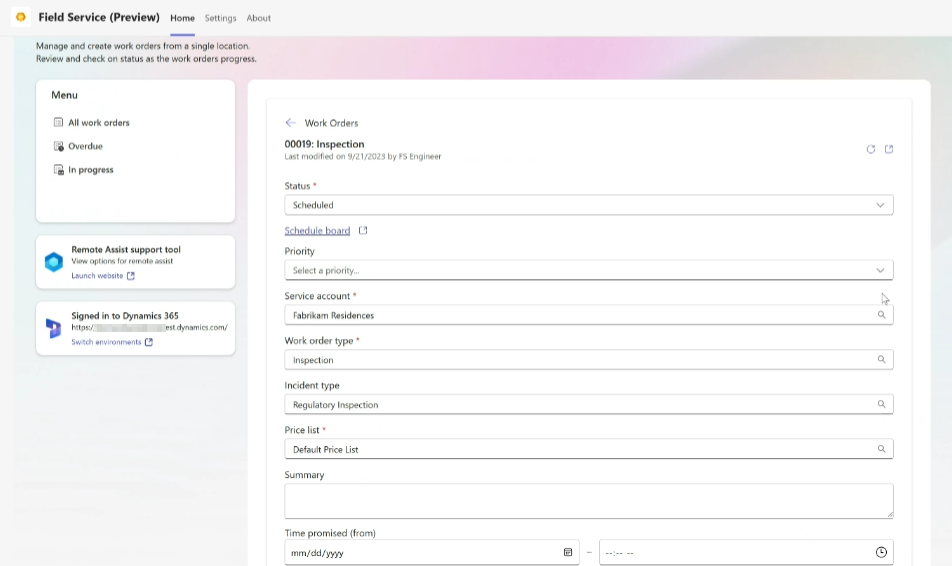 Field Service (Preview) Home Settings About
Manage and create work orders from a single location.
Review and check on status as the work orders progress.
Menu
All work orders
Overdue
In progress
Remote Assist support tool
View options for remote assist
Launch website
Signed in to Dynamics 365
https:/ est.dynamics.com/
Switch environments
Work Orders
00019: Inspection
Last modified on 9/21/2023 by FS Engineer
Status *
Scheduled
Schedule board
Priority
Select a priority...
Service account *
Fabrikam Residences
Work order type *
Inspection
Incident type
Regulatory Inspection
Price list *
Default Price List
Summary
Time promised (from)
mm/dd/yyyy – --:-- --